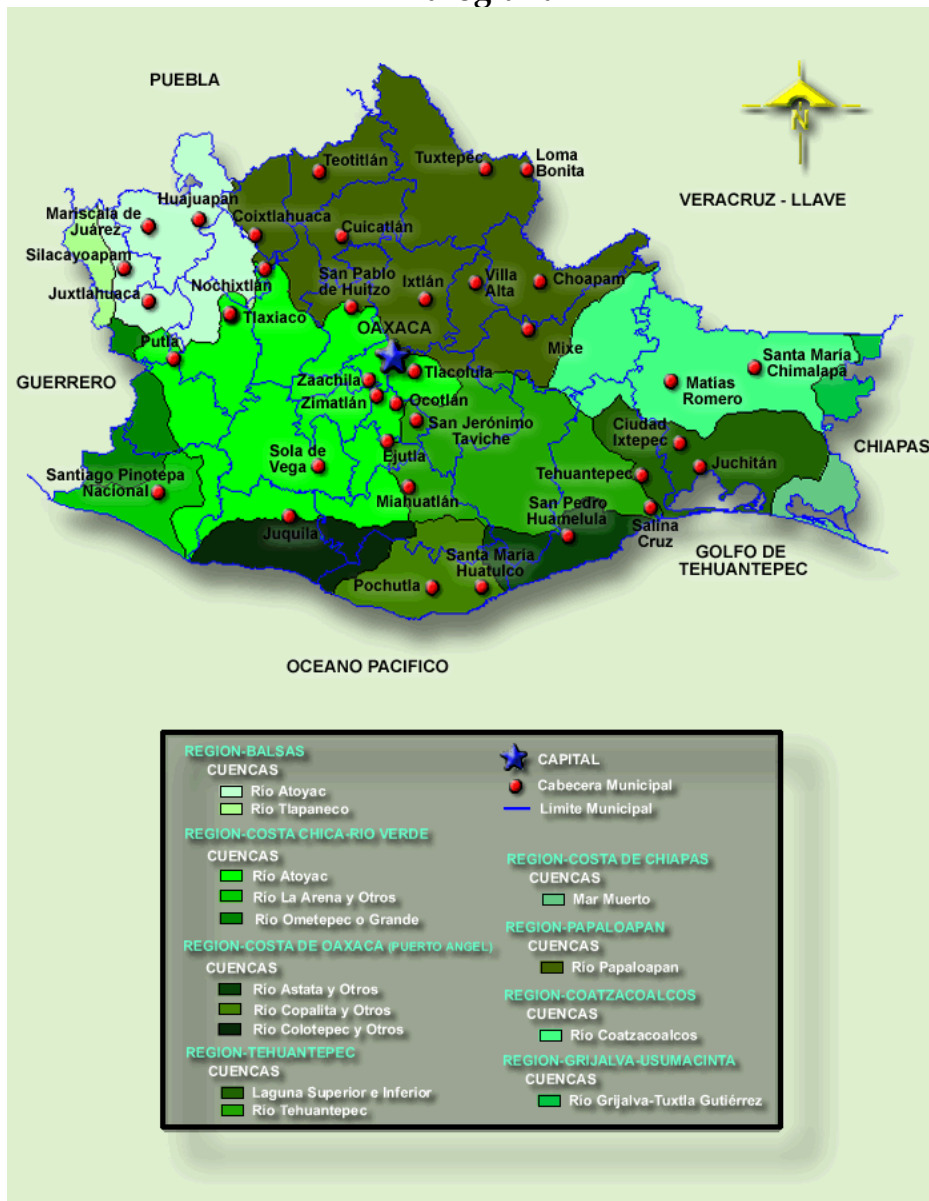 PUEBLA
N
VERACRUZ - LLAVE
Teotitlán
Tuxtepec
Loma
Bonita
Huajuapan
Mariscala de
Juárez
Coixtlahuaca
Cuicatlán
Silacayoapam
Juxtlahuaca
Nochixtlán
San Pablo
de Huitzo
Ixtlán
Villa
Alta
Choapam
Tlaxiaco
OAXACA
Mixe
Putla
GUERRERO
Zaachila
Tlacolula
Santa María
Chimalapa
Zimatlán
Ocotlán
Matías
Romero
San Jerónimo
Taviche
Ciudad
Ixtepec
CHIAPAS
Ejutla
Sola de
Vega
Santiago Pinotepa
Nacional
Tehuantepec
Juchitán
Miahuatlán
San Pedro
Huamelula
Salina
Cruz
Juquila
Santa María
Huatulco
GOLFO DE
TEHUANTEPEC
Pochutla
OCEANO PACIFICO
REGION-BALSAS
CUENCAS
Río Atoyac
Río Tlapaneco
REGION-COSTA CHICA-RIO VERDE
CUENCAS
Río Atoyac
Río La Arena y Otros
Río Ometepec o Grande
REGION-COSTA DE OAXACA (PUERTO ANGEL)
CUENCAS
Río Astata y Otros
Río Copalita y Otros
Río Colotepec y Otros
REGION-TEHUANTEPEC
CUENCAS
Laguna Superior e Inferior
Río Tehuantepec
CAPITAL
Cabecera Municipal
Límite Municipal
REGION-COSTA DE CHIAPAS
CUENCAS
Mar Muerto
REGION-PAPALOAPAN
CUENCAS
Río Papaloapan
REGION-COATZACOALCOS
CUENCAS
Río Coatzacoalcos
REGION-GRIJALVA-USUMACINTA
CUENCAS
Río Grijalva-Tuxtla Gutiérrez